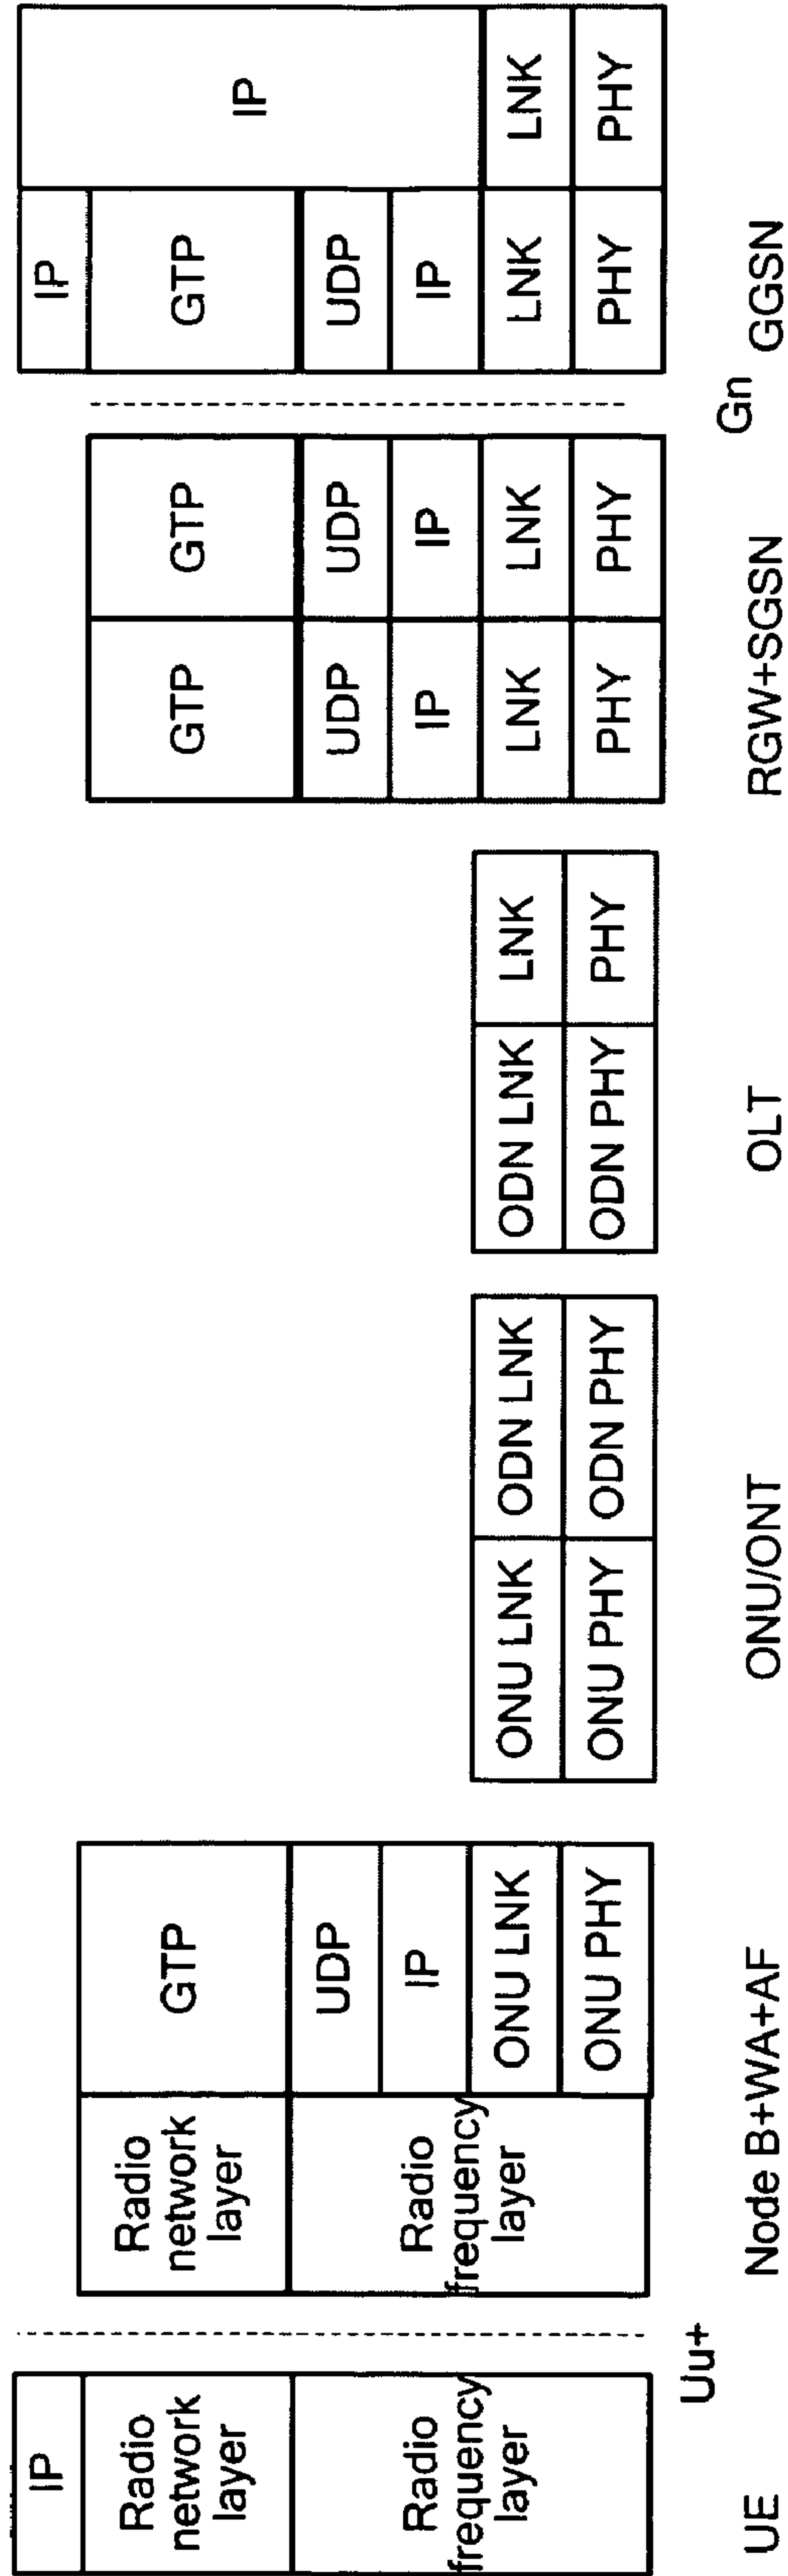 IP
Radio
network
layer
Radio
frequency
layer
UE
Uu+
Radio
network
layer
Radio
frequency
layer
GTP
UDP
IP
ONU LNK
ONU PHY
Node B+WA+AF
ONU LNK
ODN LNK
ONU PHY
ODN PHY
ONU/ONT
ODN LNK
LNK
ODN PHY
PHY
OLT
GTP
GTP
UDP
UDP
IP
IP
LNK
LNK
PHY
PHY
RGW+SGSN
Gn
IP
IP
GTP
UDP
IP
LNK
LNK
PHY
PHY
GGSN